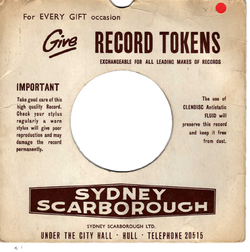 For EVERY GIFT occasion
Give RECORD TOKENS
EXCHANGEABLE FOR ALL LEADING MAKES OF RECORDS
IMPORTANT
Take good care of this
high quality Record.
Check your stylus
regularly a worn
stylus will give poor
reproduction and may
damage the record
permanently.
The use of
CLENDISC Antistatic
FLUID will
preserve this record
and keep it free
from dust.
SYDNEY
SCARBOROUGH
SYDNEY SCARBOROUGH LTD.
UNDER THE CITY HALL · HULL · TELEPHONE 20515